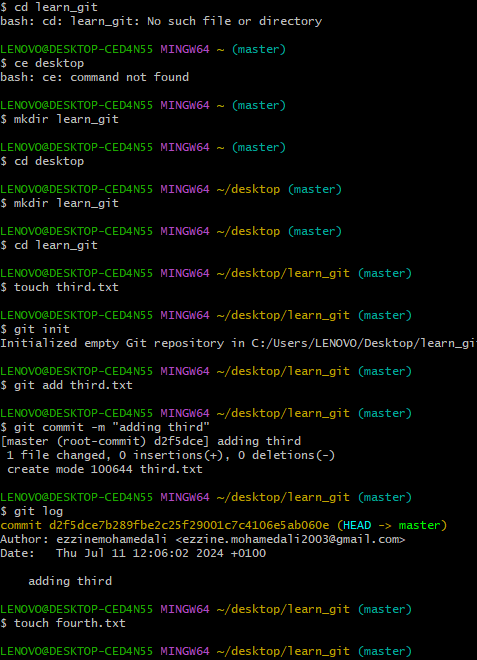 $ cd learn_git
bash: cd: learn_git: No such file or directory
LENOVO@DESKTOP-CED4N55 MINGW64 ~ (master)
$ ce desktop
bash: ce: command not found
LENOVO@DESKTOP-CED4N55 MINGW64 ~ (master)
$ mkdir learn_git
LENOVO@DESKTOP-CED4N55 MINGW64 ~ (master)
$ cd desktop
LENOVO@DESKTOP-CED4N55 MINGW64 ~/desktop (master)
$ mkdir learn_git
LENOVO@DESKTOP-CED4N55 MINGW64 ~/desktop (master)
$ cd learn_git
LENOVO@DESKTOP-CED4N55 MINGW64 ~/desktop/learn_git (master)
$ touch third.txt
LENOVO@DESKTOP-CED4N55 MINGW64 ~/desktop/learn_git (master)
$ git init
Initialized empty Git repository in C:/Users/LENOVO/Desktop/learn_gi
LENOVO@DESKTOP-CED4N55 MINGW64 ~/desktop/learn_git (master)
$ git add third.txt
LENOVO@DESKTOP-CED4N55 MINGW64 ~/desktop/learn_git (master)
$ git commit -m "adding third"
[master (root-commit) d2f5dce] adding third
 1 file changed, 0 insertions(+), 0 deletions(-)
 create mode 100644 third.txt
LENOVO@DESKTOP-CED4N55 MINGW64 ~/desktop/learn_git (master)
$ git log
commit d2f5dce7b289fbe2c25f29001c7c4106e5ab060e (HEAD -> master)
Author: ezzinemohamedali <ezzine.mohamedali2003@gmail.com>
Date:   Thu Jul 11 12:06:02 2024 +0100
    adding third
LENOVO@DESKTOP-CED4N55 MINGW64 ~/desktop/learn_git (master)
$ touch fourth.txt
LENOVO@DESKTOP-CED4N55 MINGW64 ~/desktop/learn_git (master)